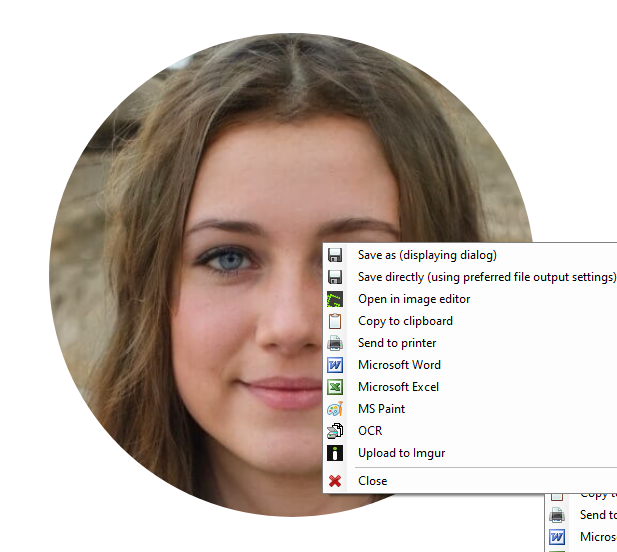 Save as (displaying dialog)
Save directly (using preferred file output settings)
Open in image editor
Copy to clipboard
Send to printer
Microsoft Word
Microsoft Excel
MS Paint
OCR
Upload to Imgur
Close
Copy to
Send to
Micros